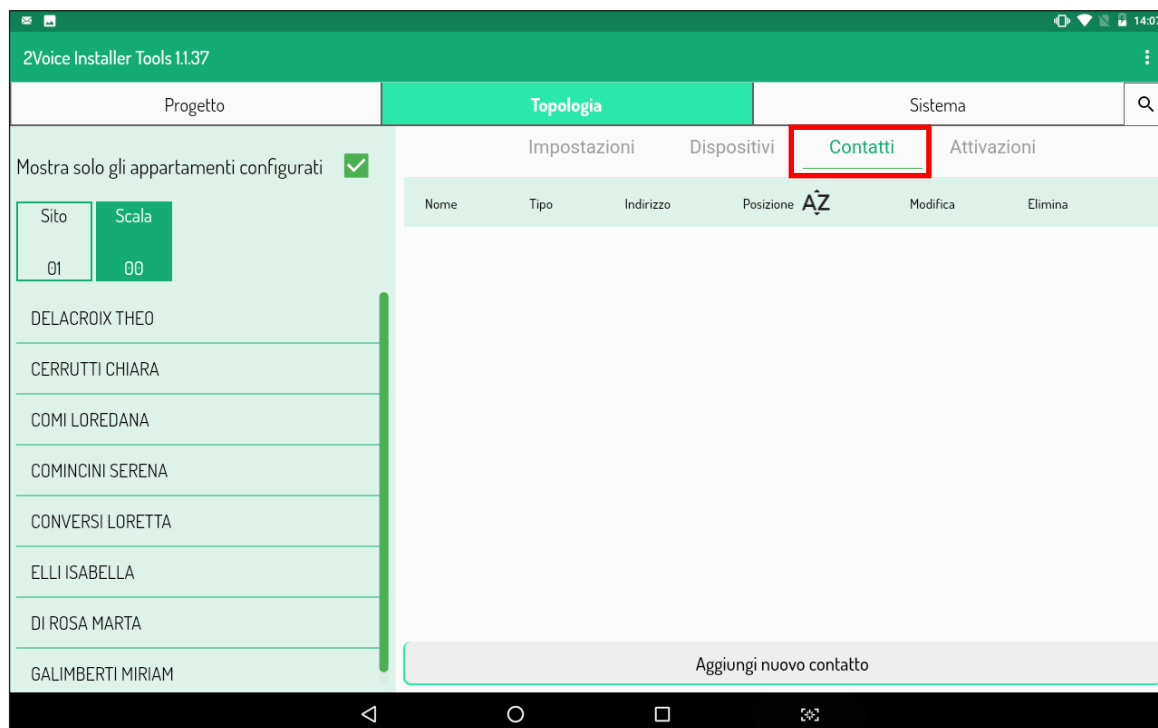 14:07
2Voice Installer Tools 1.1.37
Progetto
Topologia
Sistema
Mostra solo gli appartamenti configurati
Sito
01
Scala
00
DELACROIX THEO
CERRUTTI CHIARA
COMI LOREDANA
COMINCINI SERENA
CONVERSI LORETTA
ELLI ISABELLA
DI ROSA MARTA
GALIMBERTI MIRIAM
Impostazioni
Dispositivi
Contatti
Attivazioni
Nome
Tipo
Indirizzo
Posizione AZ
Modifica
Elimina
Aggiungi nuovo contatto